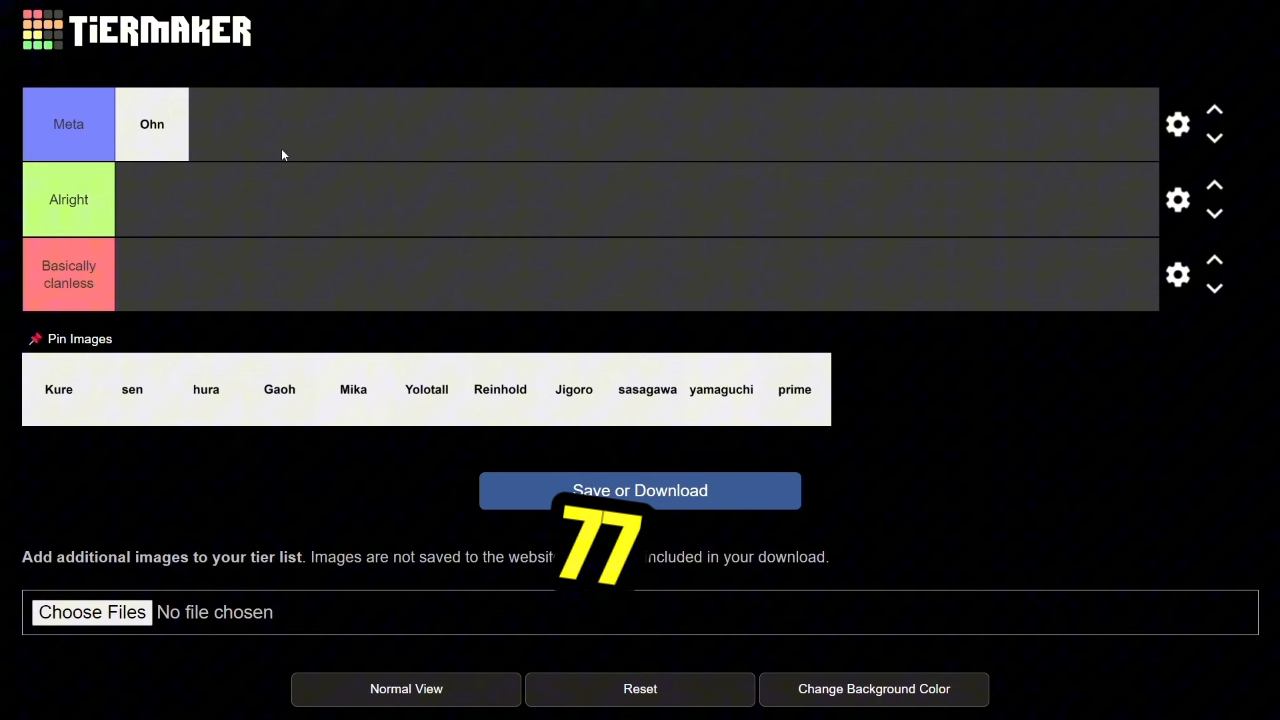 TiERMAKER
Meta
Ohn
Alright
Basically
clanless
📌 Pin Images
Kure sen hura Gaoh Mika Yolotall Reinhold Jigoro sasagawa yamaguchi prime
Save or Download
77
Add additional images to your tier list. Images are not saved to the websit included in your download.
Choose Files No file chosen
Normal View Reset Change Background Color